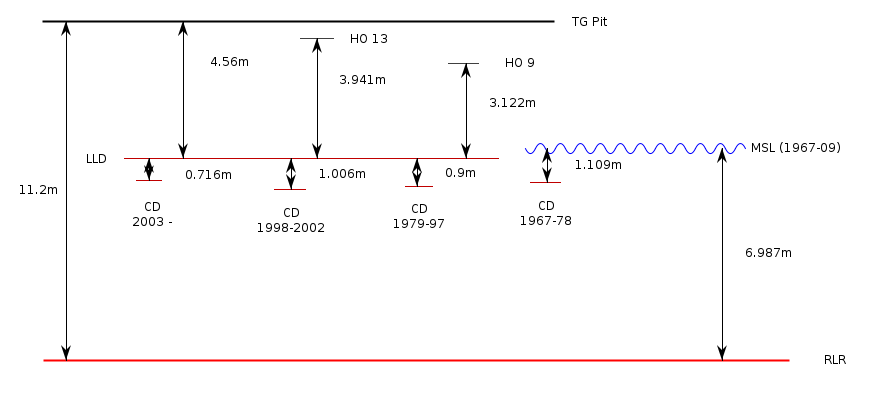 TG Pit
HO 13
4.56m
HO 9
3.941m
3.122m
MSL (1967-09)
LLD
1.109m
0.716m
1.006m
0.9m
11.2m
CD
2003 -
CD
1998-2002
CD
1979-97
CD
1967-78
6.987m
RLR